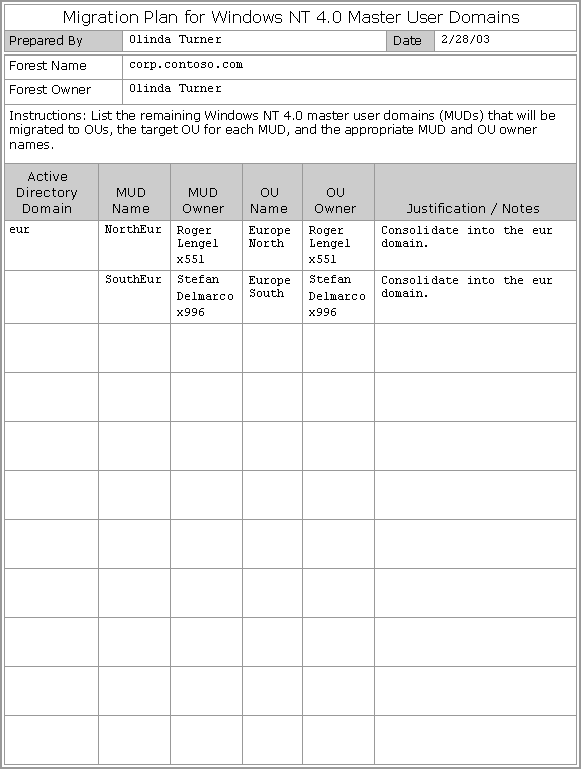 Migration Plan for Windows NT 4.0 Master User Domains
Prepared By Olinda Turner Date 2/28/03
Forest Name corp.contoso.com
Forest Owner Olinda Turner
Instructions: List the remaining Windows NT 4.0 master user domains (MUDs) that will be
migrated to OUs, the target OU for each MUD, and the appropriate MUD and OU owner
names.
Active
Directory
Domain
MUD
Name
MUD
Owner
OU
Name
OU
Owner
Justification / Notes
eur
NorthEur
Roger
Lengel
x551
Europe
North
Roger
Lengel
x551
Consolidate into the eur
domain.
SouthEur
Stefan
Delmarco
x996
Europe
South
Stefan
Delmarco
x996
Consolidate into the eur
domain.